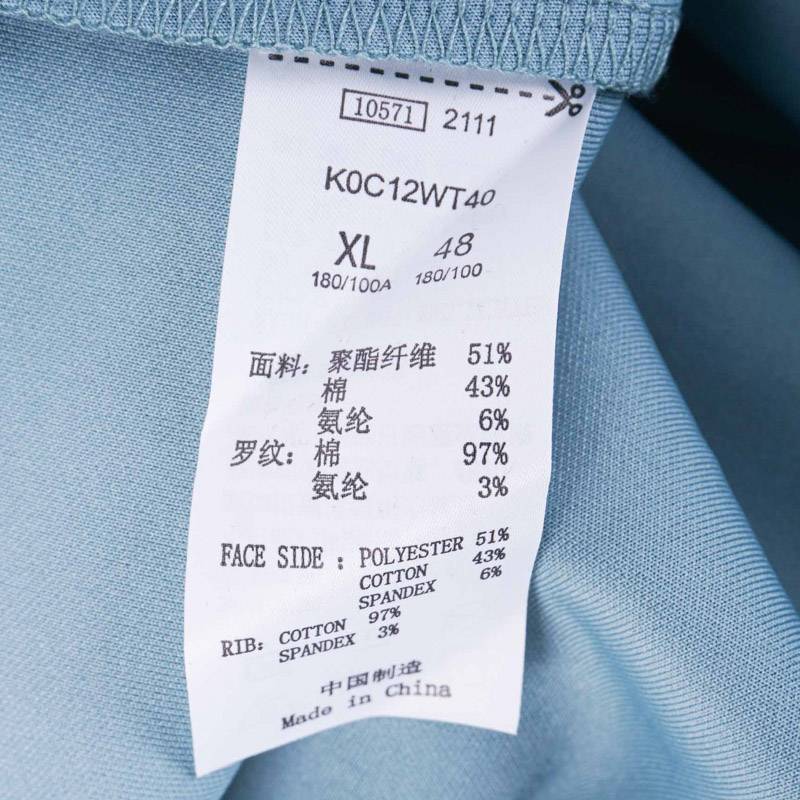 10571 2111
K0C12WT40
XL 48
180/100A 180/100
面料: 聚酯纤维 51%
棉 43%
氨纶 6%
罗纹: 棉 97%
氨纶 3%
FACE SIDE : POLYESTER 51%
COTTON 43%
SPANDEX 6%
RIB: COTTON 97%
SPANDEX 3%
中国制造
Made in China